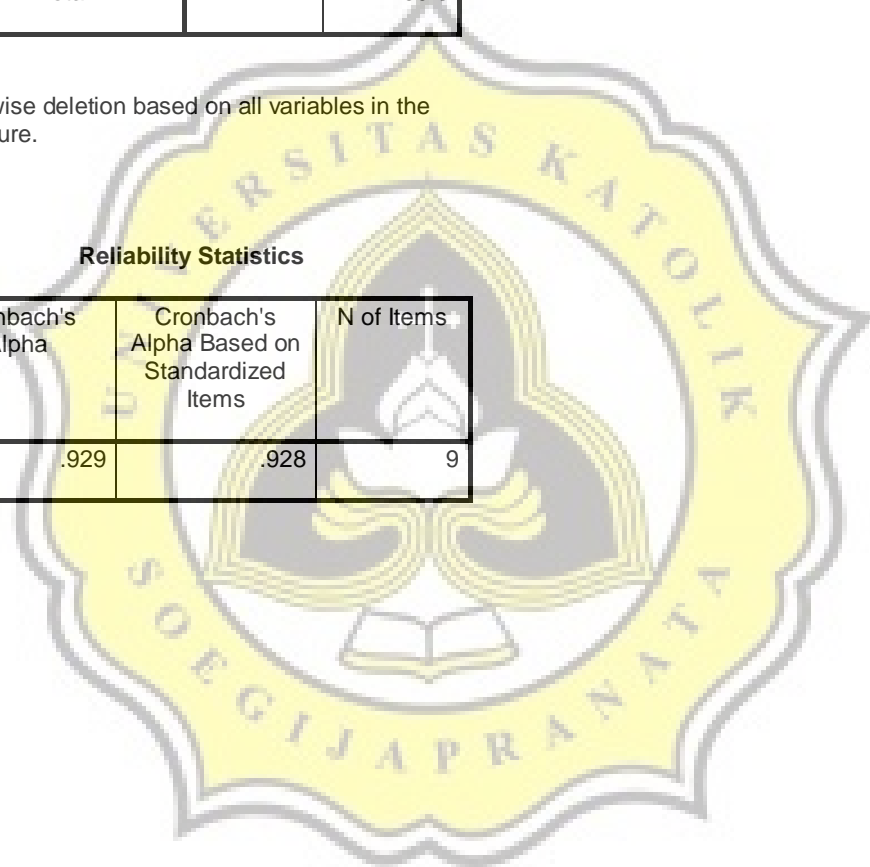 wise deletion based on all variables in the
ure.
Reliability Statistics
nbach's
lpha
Cronbach's
Alpha Based on
Standardized
Items
N of Items
.929 .928 9
UNIVERSITAS KATOLIK
SOEGIJAPRANATA